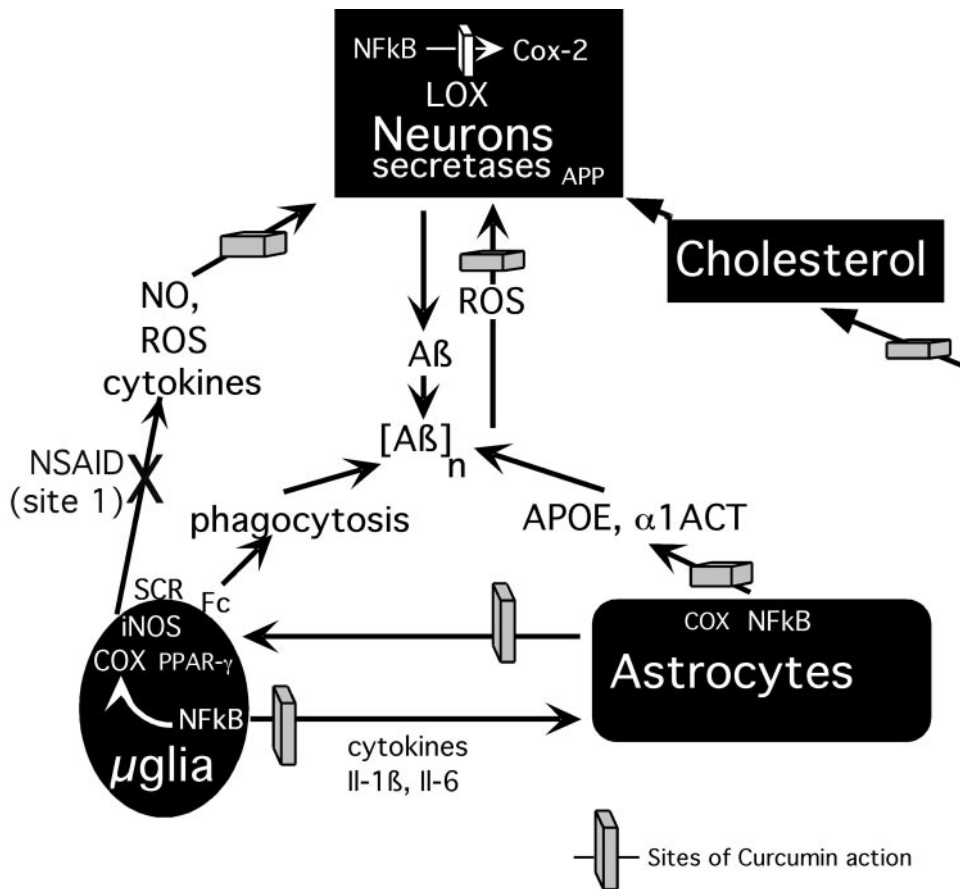 NFkB Cox-2
LOX
Neurons
secretases APP
Cholesterol
NO,
ROS
cytokines
ROS
Aß
[Aß]n
NSAID
(site 1)
phagocytosis
APOE, α1ACT
SCR
Fc
iNOS
COX PPAR-γ
NFkB
µglia
COX NFkB
Astrocytes
cytokines
Il-1ß, Il-6
Sites of Curcumin action